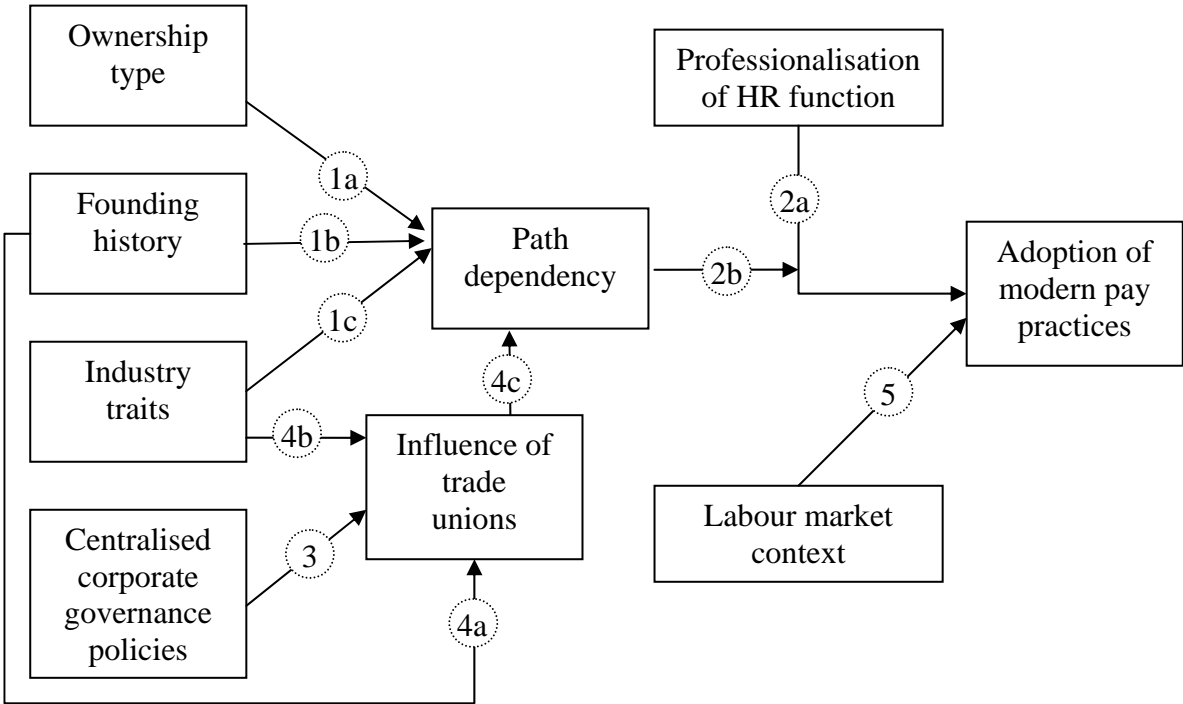 Ownership
type
Professionalisation
of HR function
1a
Founding
history
2a
1b
Path
dependency
2b
Adoption of
modern pay
practices
1c
Industry
traits
4c
5
4b
Influence of
trade
unions
Labour market
context
Centralised
corporate
governance
policies
3
4a